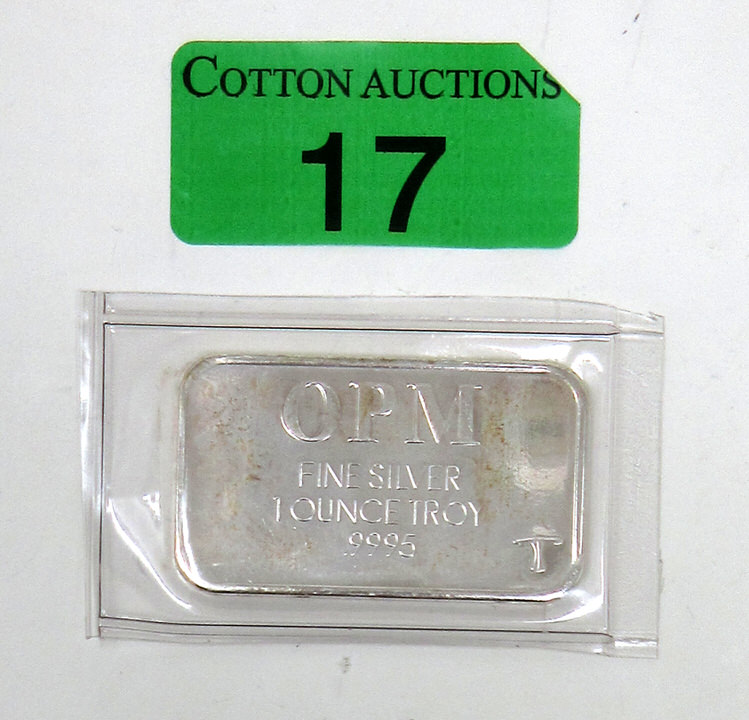 COTTON AUCTIONS
17
OPM
FINE SILVER
1 OUNCE TROY
.9995
T